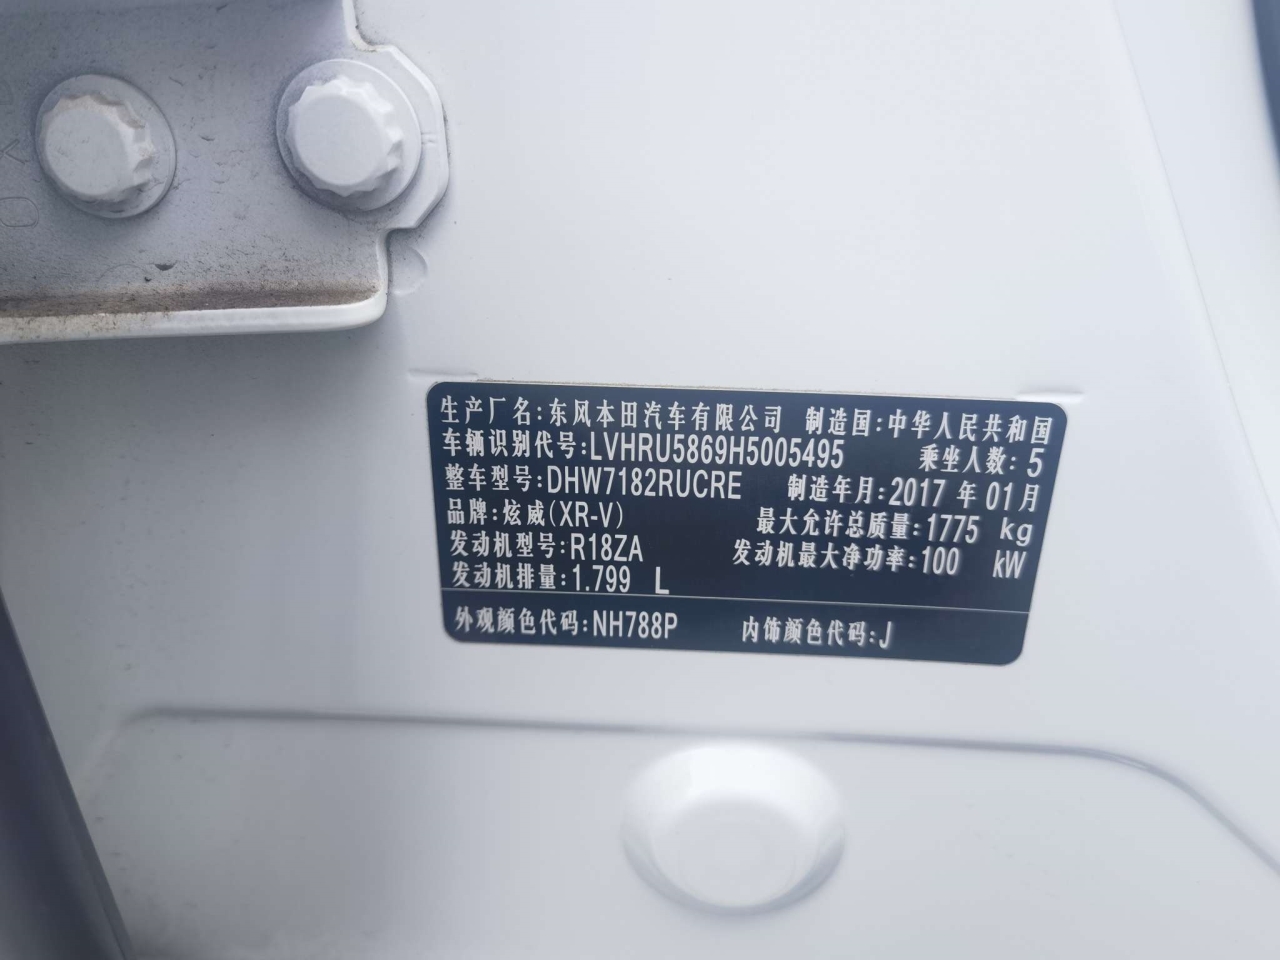 生产厂名:东风本田汽车有限公司 制造国:中华人民共和国
车辆识别代号:LVHRU5869H5005495 乘坐人数:5
整车型号:DHW7182RUCRE 制造年月:2017 年 01月
品牌:炫威(XR-V) 最大允许总质量:1775 kg
发动机型号:R18ZA 发动机最大净功率:100 kW
发动机排量:1.799 L
外观颜色代码:NH788P 内饰颜色代码:J